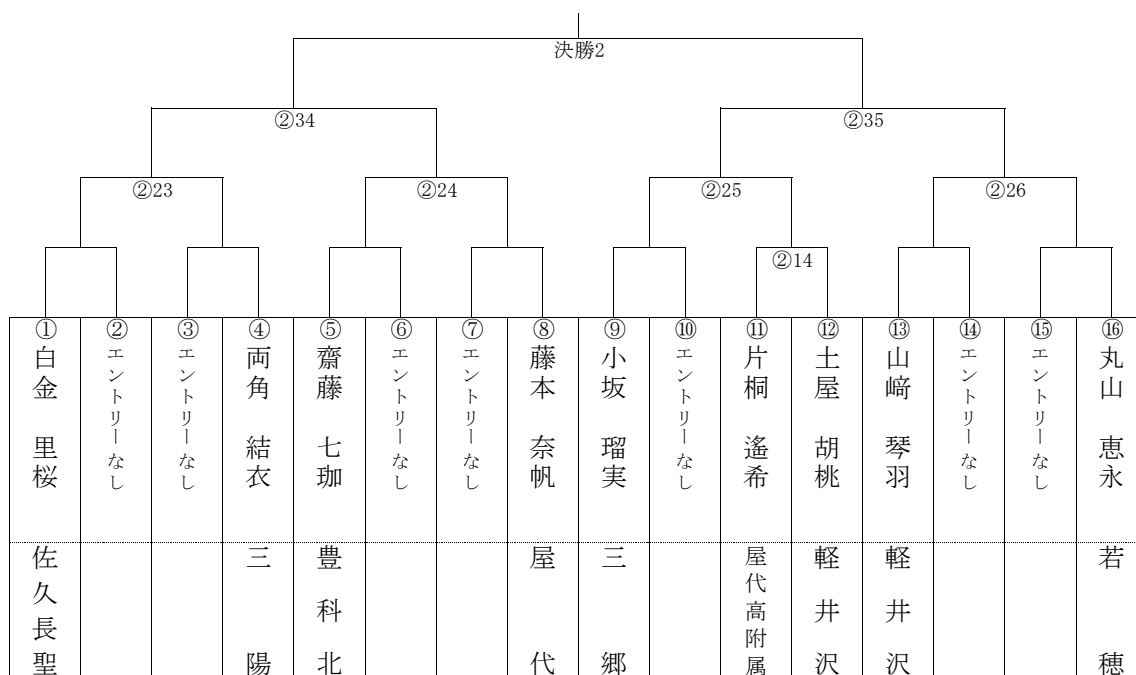 決勝2
②34
②35
②23
②24
②25
②26
②14
①
白金 里桜
佐久長聖
②
エントリーなし
③
エントリーなし
④
両角 結衣
三陽
⑤
齋藤 七珈
豊科北
⑥
エントリーなし
⑦
エントリーなし
⑧
藤本 奈帆
屋代
⑨
小坂 瑠実
三郷
⑩
エントリーなし
⑪
片桐 遙希
屋代高附属
⑫
土屋 胡桃
軽井沢
⑬
山﨑 琴羽
軽井沢
⑭
エントリーなし
⑮
エントリーなし
⑯
丸山 恵永
若穂